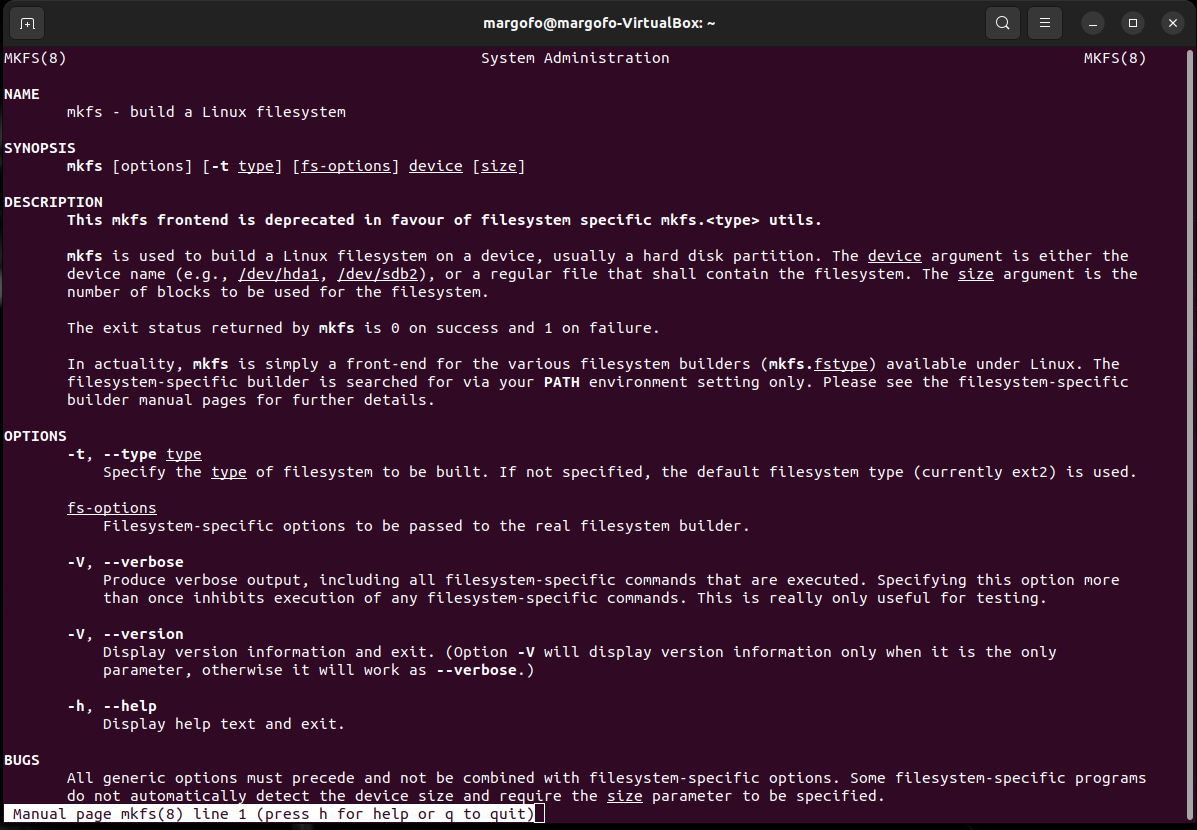 margofo@margofo-VirtualBox: ~
MKFS(8) System Administration MKFS(8)
NAME
mkfs - build a Linux filesystem
SYNOPSIS
mkfs [options] [-t type] [fs-options] device [size]
DESCRIPTION
This mkfs frontend is deprecated in favour of filesystem specific mkfs.<type> utils.
mkfs is used to build a Linux filesystem on a device, usually a hard disk partition. The device argument is either the
device name (e.g., /dev/hda1, /dev/sdb2), or a regular file that shall contain the filesystem. The size argument is the
number of blocks to be used for the filesystem.
The exit status returned by mkfs is 0 on success and 1 on failure.
In actuality, mkfs is simply a front-end for the various filesystem builders (mkfs.fstype) available under Linux. The
filesystem-specific builder is searched for via your PATH environment setting only. Please see the filesystem-specific
builder manual pages for further details.
OPTIONS
-t, --type type
Specify the type of filesystem to be built. If not specified, the default filesystem type (currently ext2) is used.
fs-options
Filesystem-specific options to be passed to the real filesystem builder.
-V, --verbose
Produce verbose output, including all filesystem-specific commands that are executed. Specifying this option more
than once inhibits execution of any filesystem-specific commands. This is really only useful for testing.
-V, --version
Display version information and exit. (Option -V will display version information only when it is the only
parameter, otherwise it will work as --verbose.)
-h, --help
Display help text and exit.
BUGS
All generic options must precede and not be combined with filesystem-specific options. Some filesystem-specific programs
do not automatically detect the device size and require the size parameter to be specified.
Manual page mkfs(8) line 1 (press h for help or q to quit)